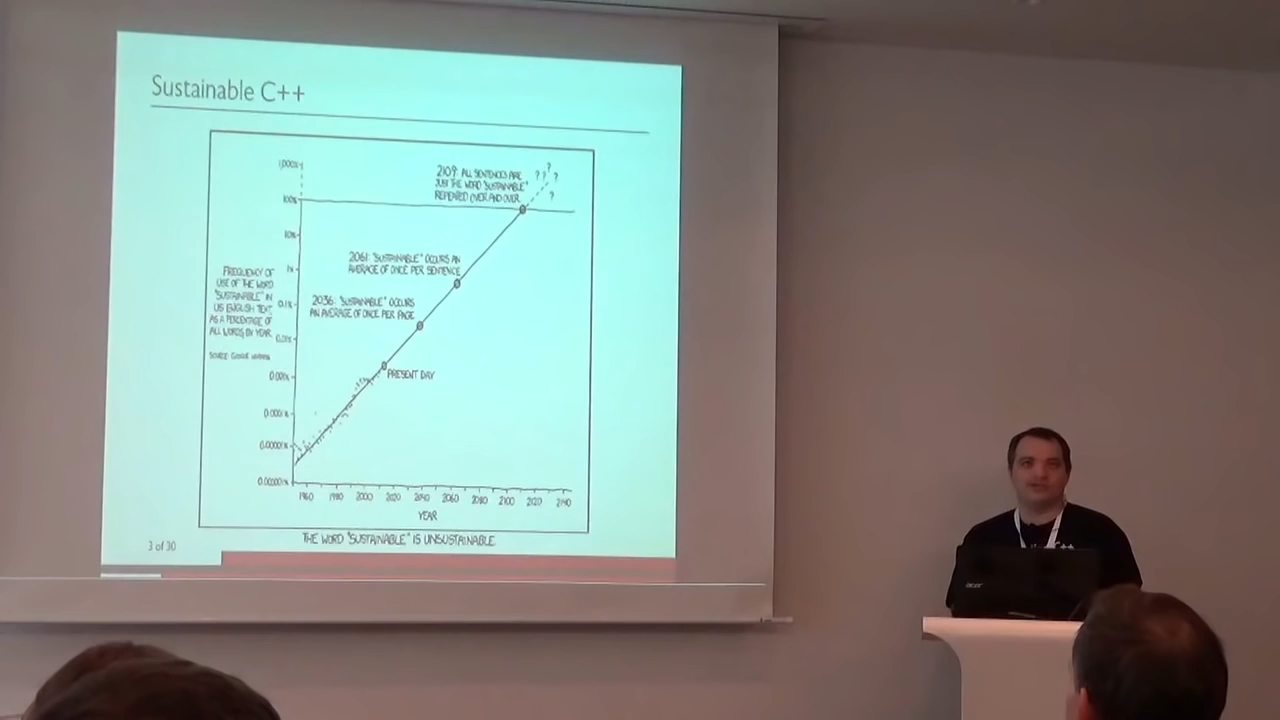 Sustainable C++
1,000%
100%
10%
1%
0.1%
0.01%
0.001%
0.0001%
0.00001%
0.000001%
FREQUENCY OF
USE OF THE WORD
"SUSTAINABLE" IN
US ENGLISH TEXT,
AS A PERCENTAGE OF
ALL WORDS, BY YEAR.
SOURCE: GOOGLE NGRAMS
2109: ALL SENTENCES ARE
JUST THE WORD "SUSTAINABLE"
REPEATED OVER AND OVER.
? ? ? ? ?
2061: "SUSTAINABLE" OCCURS AN
AVERAGE OF ONCE PER SENTENCE
2036: "SUSTAINABLE" OCCURS
AN AVERAGE OF ONCE PER PAGE
PRESENT DAY
1960 1980 2000 2020 2040 2060 2080 2100 2120 2140
YEAR
THE WORD "SUSTAINABLE" IS UNSUSTAINABLE.
3 of 30
C++
acer